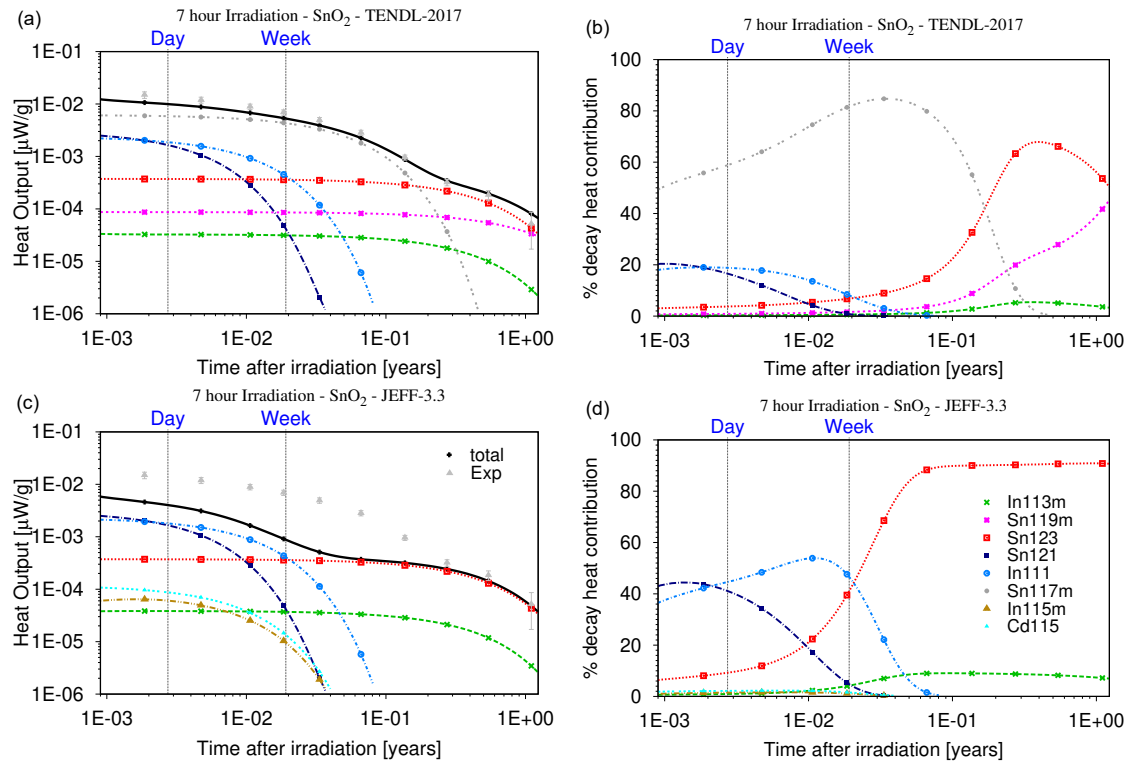 (a)
7 hour Irradiation - SnO2 - TENDL-2017
Day
Week
Heat Output [μW/g]
1E-01
1E-02
1E-03
1E-04
1E-05
1E-06
1E-03
1E-02
1E-01
1E+00
Time after irradiation [years]
(b)
7 hour Irradiation - SnO2 - TENDL-2017
Day
Week
% decay heat contribution
100
80
60
40
20
0
1E-03
1E-02
1E-01
1E+00
Time after irradiation [years]
(c)
7 hour Irradiation - SnO2 - JEFF-3.3
Day
Week
total
Exp
Heat Output [μW/g]
1E-01
1E-02
1E-03
1E-04
1E-05
1E-06
1E-03
1E-02
1E-01
1E+00
Time after irradiation [years]
(d)
7 hour Irradiation - SnO2 - JEFF-3.3
Day
Week
% decay heat contribution
100
80
60
40
20
0
In113m
Sn119m
Sn123
Sn121
In111
Sn117m
In115m
Cd115
1E-03
1E-02
1E-01
1E+00
Time after irradiation [years]